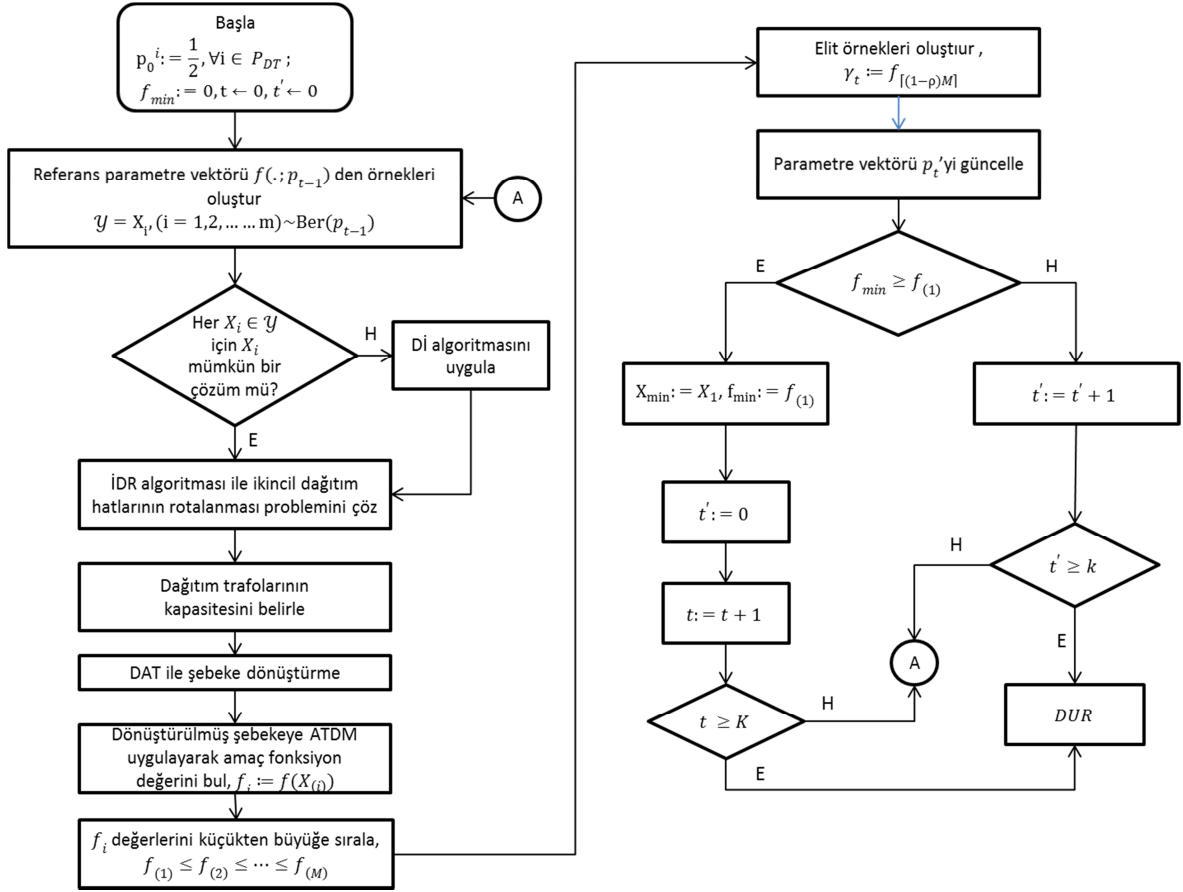 Başla
p₀ⁱ: = 1/2, ∀i ∈ P_DT ;
f_min: = 0, t ← 0, t′ ← 0
Referans parametre vektörü f(.; p_{t−1}) den örnekleri
oluştur
𝒴 = X_i, (i = 1,2, … … m)~Ber(p_{t−1})
A
Her X_i ∈ 𝒴
için X_i
mümkün bir
çözüm mü?
H
Dİ algoritmasını
uygula
E
İDR algoritması ile ikincil dağıtım
hatlarının rotalanması problemini çöz
Dağıtım trafolarının
kapasitesini belirle
DAT ile şebeke dönüştürme
Dönüştürülmüş şebekeye ATDM
uygulayarak amaç fonksiyon
değerini bul, f_i := f(X_(i))
f_i değerlerini küçükten büyüğe sırala,
f_(1) ≤ f_(2) ≤ ⋯ ≤ f_(M)
Elit örnekleri oluştıur ,
γ_t := f_⌈(1−ρ)M⌉
Parametre vektörü p_t’yi güncelle
E
f_min ≥ f_(1)
H
X_min: = X_1, f_min: = f_(1)
t′: = t′ + 1
t′: = 0
H
t′ ≥ k
t: = t + 1
E
A
t ≥ K
H
DUR
E